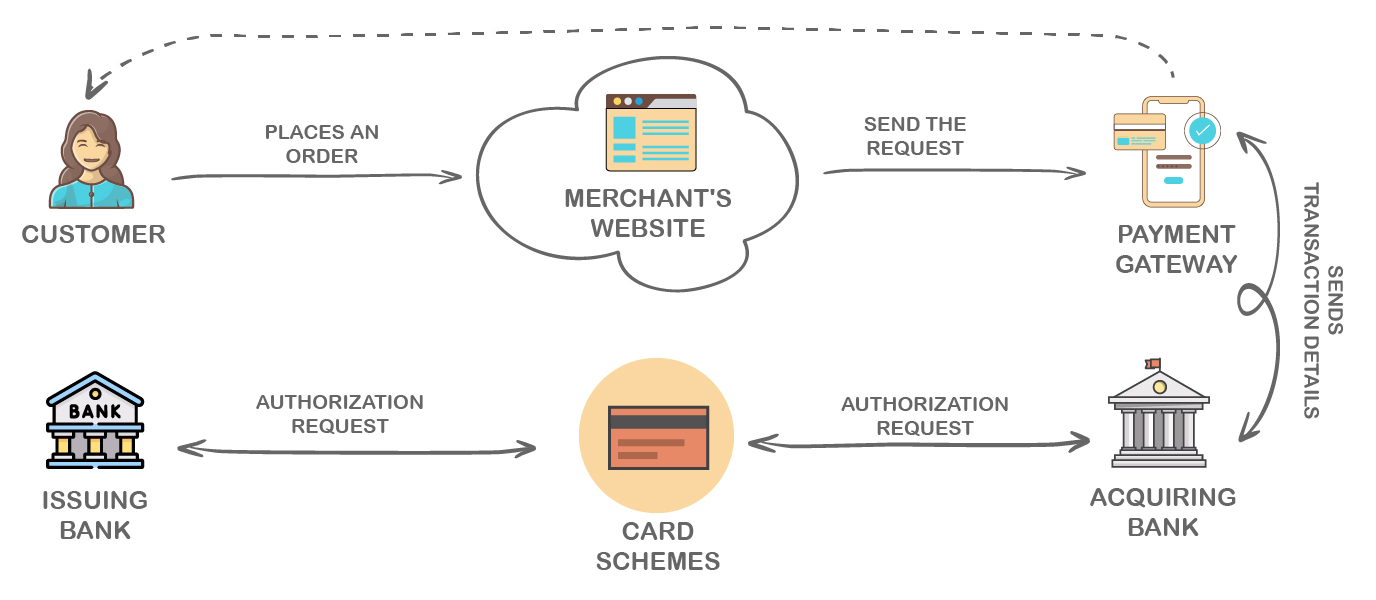 PLACES AN
ORDER
SEND THE
REQUEST
MERCHANT'S
WEBSITE
CUSTOMER
PAYMENT
GATEWAY
SENDS
TRANSACTION DETAILS
BANK
AUTHORIZATION
REQUEST
AUTHORIZATION
REQUEST
ISSUING
BANK
CARD
SCHEMES
ACQUIRING
BANK